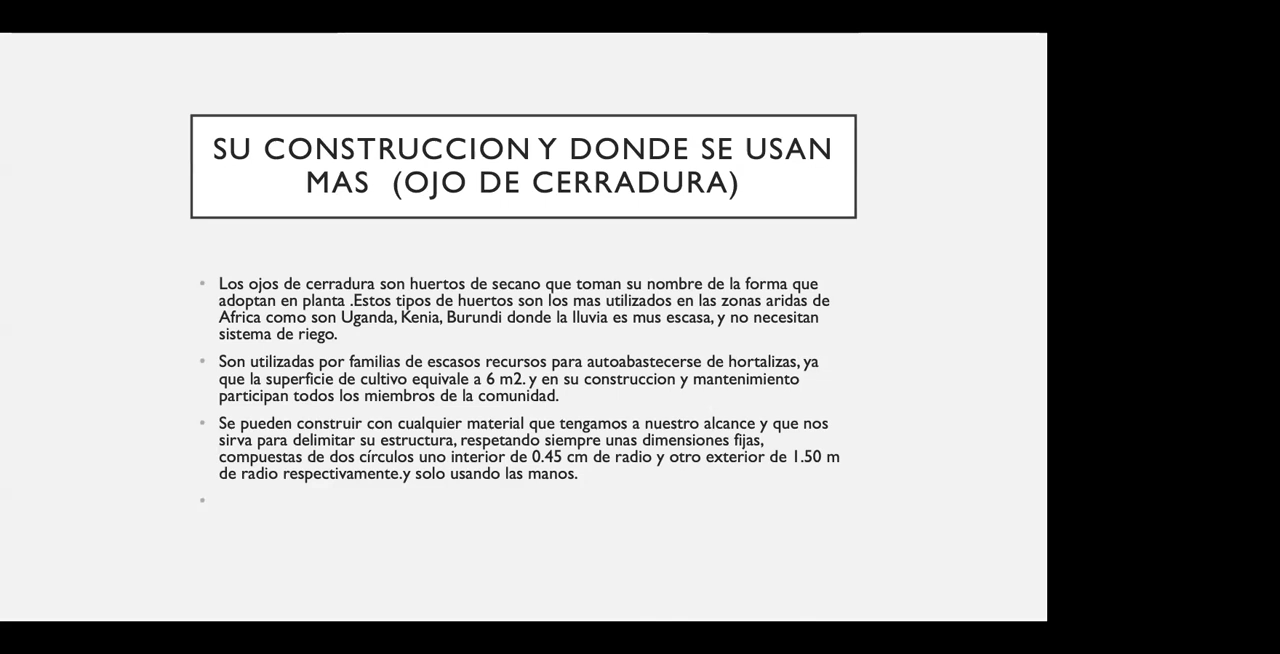 SU CONSTRUCCION Y DONDE SE USAN
MAS (OJO DE CERRADURA)
• Los ojos de cerradura son huertos de secano que toman su nombre de la forma que
adoptan en planta .Estos tipos de huertos son los mas utilizados en las zonas aridas de
Africa como son Uganda, Kenia, Burundi donde la lluvia es mus escasa, y no necesitan
sistema de riego.
• Son utilizadas por familias de escasos recursos para autoabastecerse de hortalizas, ya
que la superficie de cultivo equivale a 6 m2. y en su construccion y mantenimiento
participan todos los miembros de la comunidad.
• Se pueden construir con cualquier material que tengamos a nuestro alcance y que nos
sirva para delimitar su estructura, respetando siempre unas dimensiones fijas,
compuestas de dos círculos uno interior de 0.45 cm de radio y otro exterior de 1.50 m
de radio respectivamente.y solo usando las manos.
•